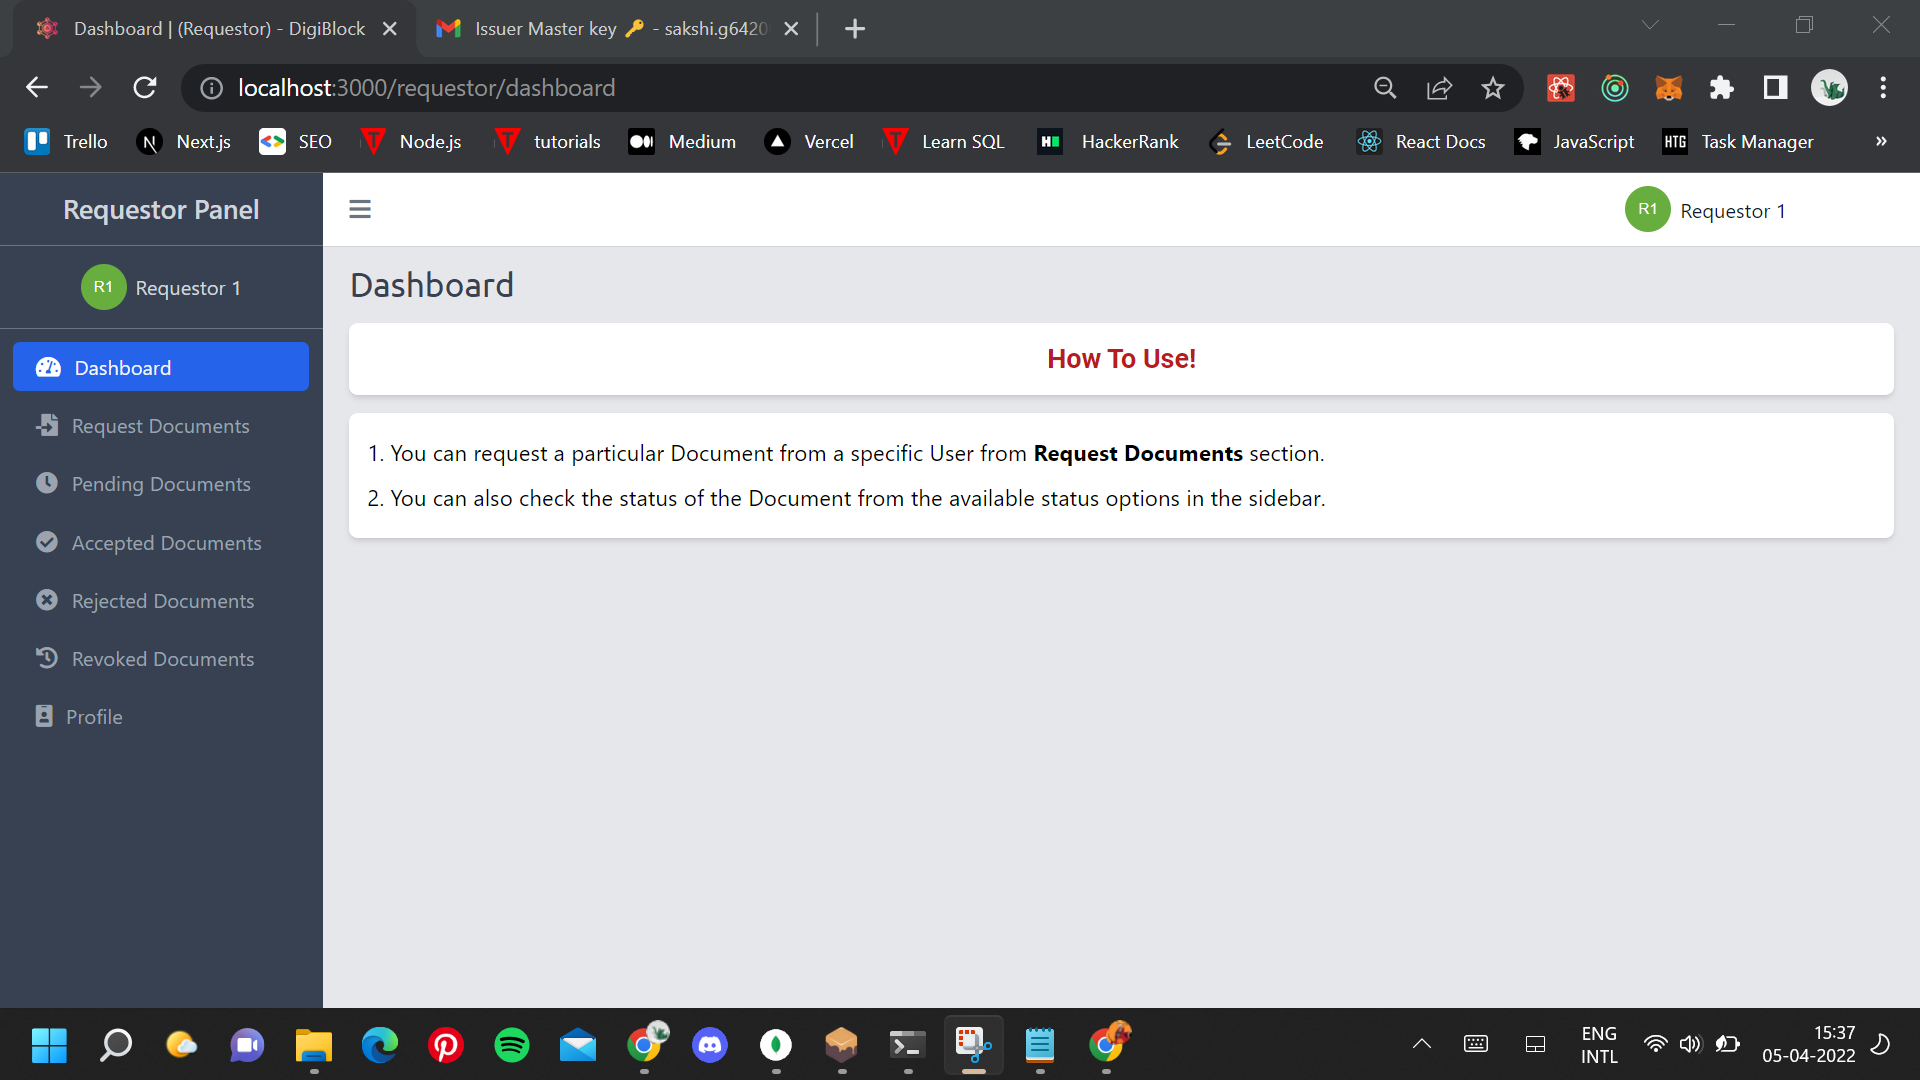 Dashboard | (Requestor) - DigiBlock
Issuer Master key 🔑 - sakshi.g6420
localhost:3000/requestor/dashboard
Trello
Next.js
SEO
Node.js
tutorials
Medium
Vercel
Learn SQL
HackerRank
LeetCode
React Docs
JavaScript
HTG
Task Manager
»
Requestor Panel
R1 Requestor 1
R1 Requestor 1
Dashboard
Request Documents
Pending Documents
Accepted Documents
Rejected Documents
Revoked Documents
Profile
Dashboard
How To Use!
1. You can request a particular Document from a specific User from Request Documents section.
2. You can also check the status of the Document from the available status options in the sidebar.
ENG
INTL
15:37
05-04-2022